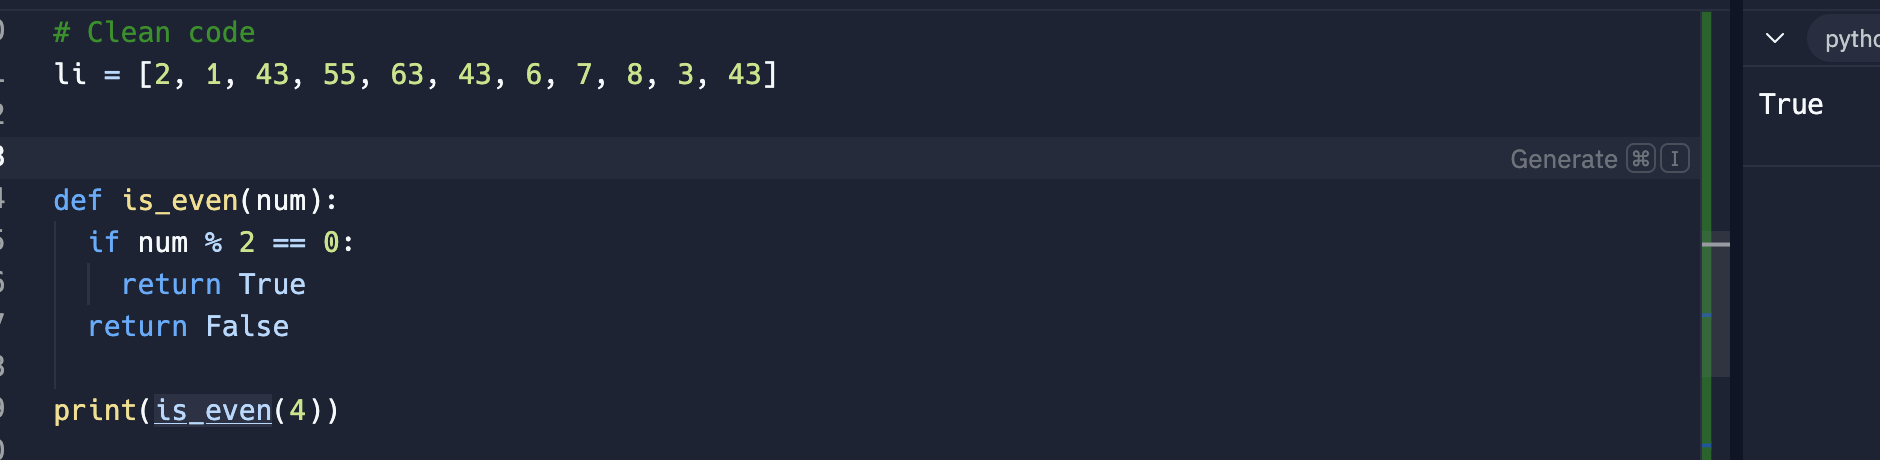 # Clean code
li = [2, 1, 43, 55, 63, 43, 6, 7, 8, 3, 43]
Generate ⌘ I
def is_even(num):
  if num % 2 == 0:
    return True
  return False
print(is_even(4))
True